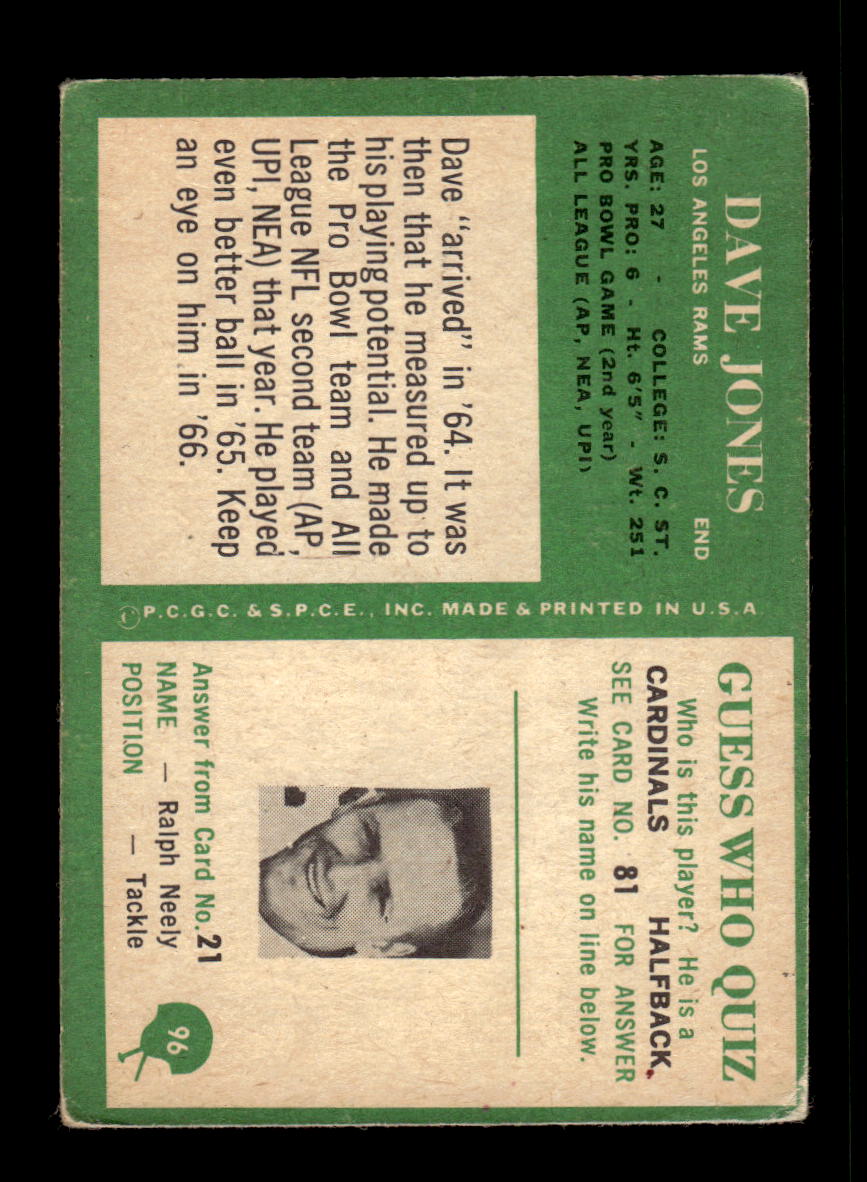 DAVE JONES
LOS ANGELES RAMS END
AGE: 27 - COLLEGE: S. C. ST.
YRS. PRO: 6 - Ht. 6'5" - Wt. 251
PRO BOWL GAME (2nd year)
ALL LEAGUE (AP, NEA, UPI)
Dave "arrived" in '64. It was
then that he measured up to
his playing potential. He made
the Pro Bowl team and All
League NFL second team (AP,
UPI, NEA) that year. He played
even better ball in '65. Keep
an eye on him in '66.
©P.C.G.C. & S.P.C.E., INC. MADE & PRINTED IN U.S.A
GUESS WHO QUIZ
Who is this player? He is a
CARDINALS HALFBACK
SEE CARD NO. 81 FOR ANSWER
Write his name on line below.
Answer from Card No. 21
NAME — Ralph Neely
POSITION — Tackle
96